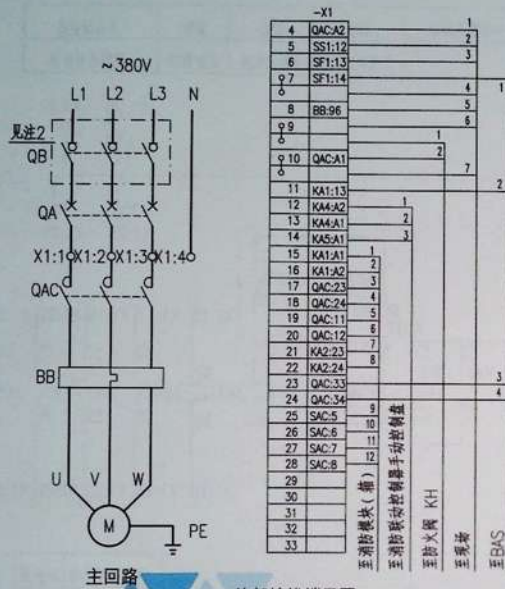 ~380V
L1 L2 L3 N
见注2
QB
QA
X1:1 X1:2 X1:3 X1:4
QAC
BB
U V W
M
PE
主回路
-X1
4 QAC:A2 1
5 SS1:12 2
6 SF1:13 3
7 SF1:14 1
4
8 BB:96 5
9 6
1
10 QAC:A1 2
7
11 KA1:13 2
12 KA4:A2 1
13 KA4:A1 2
14 KA5:A1 3
15 KA1:A1 1
16 KA1:A2 2
17 QAC:23 3
18 QAC:24 4
19 QAC:11 5
20 QAC:12 6
21 KA2:23 7
22 KA2:24 8
23 QAC:33 3
24 QAC:34 4
25 SAC:5 9
26 SAC:6 10
27 SAC:7 11
28 SAC:8 12
29
30
31
32
33
至消防模块(箱)
至消防联动控制器手动控制盘
至防火阀 KH
至现场
至BAS